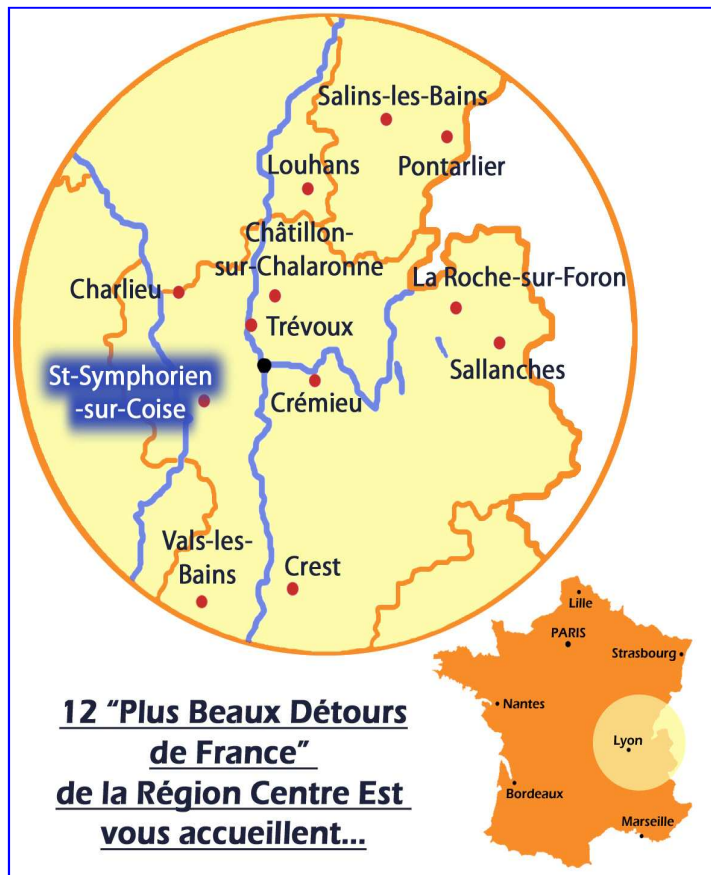 Salins-les-Bains
Louhans
Pontarlier
Châtillon-
sur-Chalaronne
La Roche-sur-Foron
Charlieu
Trévoux
St-Symphorien
-sur-Coise
Sallanches
Crémieu
Vals-les-
Bains
Crest
Lille
PARIS
Strasbourg
Nantes
Lyon
Bordeaux
Marseille
12 “Plus Beaux Détours
de France”
de la Région Centre Est
vous accueillent...